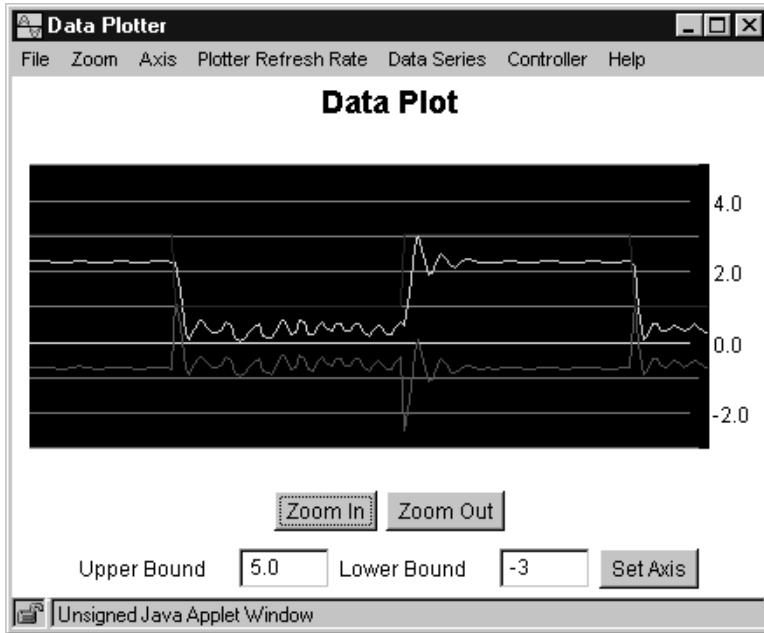 Data Plotter
File Zoom Axis Plotter Refresh Rate Data Series Controller Help
Data Plot
4.0
2.0
0.0
-2.0
Zoom In Zoom Out
Upper Bound 5.0 Lower Bound -3 Set Axis
Unsigned Java Applet Window